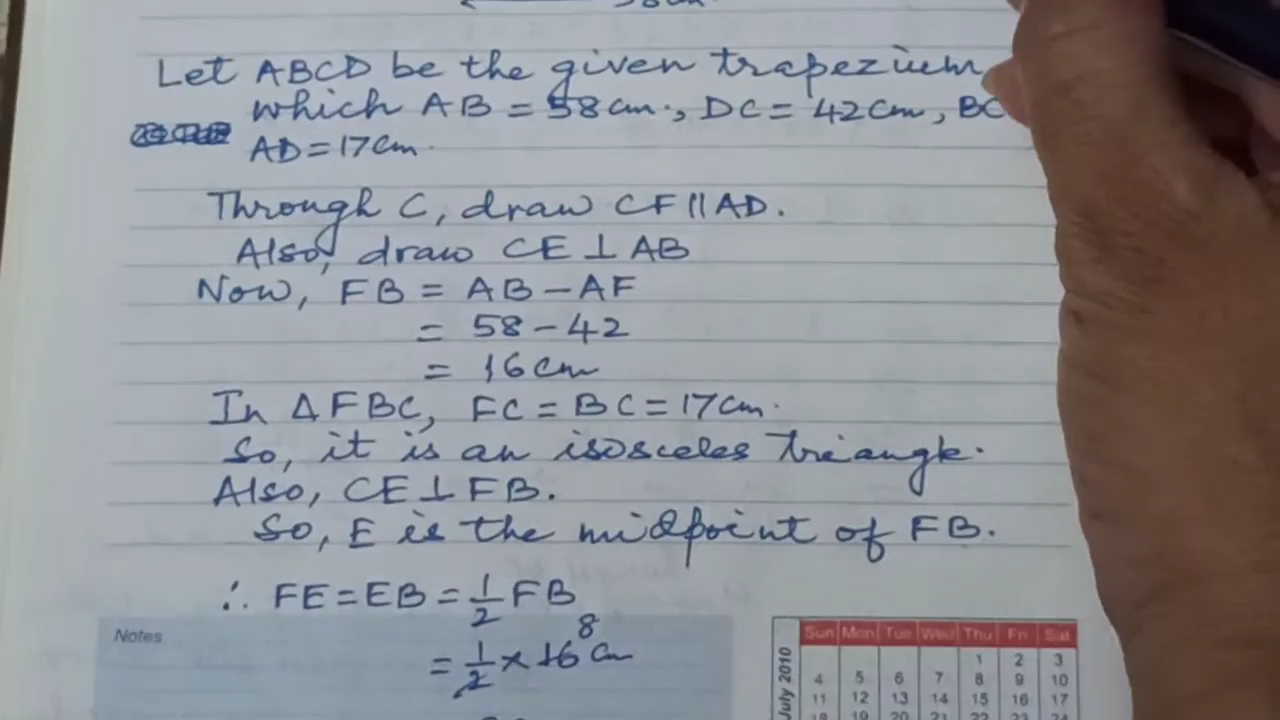 Let ABCD be the given trapezium
which AB = 58 cm., DC = 42 cm, BC
AD = 17 cm.
Through C, draw CF || AD.
Also, draw CE ⊥ AB
Now, FB = AB - AF
= 58 - 42
= 16 cm
In Δ FBC, FC = BC = 17 cm.
So, it is an isosceles triangle.
Also, CE ⊥ FB.
So, E is the midpoint of FB.
∴ FE = EB = 1/2 FB
8
= 1/2 × 16 cm
Notes
July 2010
Sun Mon Tue Wed Thu Fri Sat
1 2 3
4 5 6 7 8 9 10
11 12 13 14 15 16 17